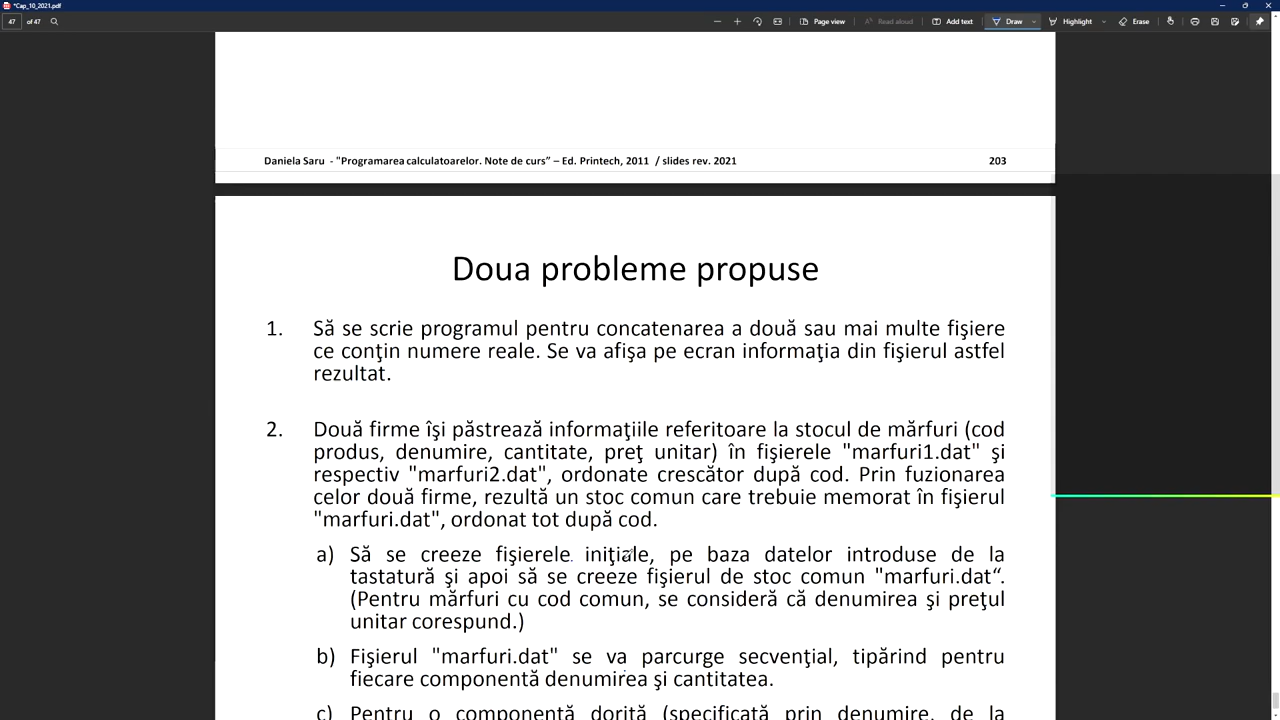 *Cap_10_2021.pdf
47 of 47 Page view Read aloud Add text Draw Highlight Erase
Daniela Saru - "Programarea calculatoarelor. Note de curs" – Ed. Printech, 2011 / slides rev. 2021 203
Doua probleme propuse
1. Să se scrie programul pentru concatenarea a două sau mai multe fişiere
ce conţin numere reale. Se va afişa pe ecran informaţia din fişierul astfel
rezultat.
2. Două firme îşi păstrează informaţiile referitoare la stocul de mărfuri (cod
produs, denumire, cantitate, preţ unitar) în fişierele "marfuri1.dat" şi
respectiv "marfuri2.dat", ordonate crescător după cod. Prin fuzionarea
celor două firme, rezultă un stoc comun care trebuie memorat în fişierul
"marfuri.dat", ordonat tot după cod.
a) Să se creeze fişierele iniţiale, pe baza datelor introduse de la
tastatură şi apoi să se creeze fişierul de stoc comun "marfuri.dat“.
(Pentru mărfuri cu cod comun, se consideră că denumirea şi preţul
unitar corespund.)
b) Fişierul "marfuri.dat" se va parcurge secvenţial, tipărind pentru
fiecare componentă denumirea şi cantitatea.
c) Pentru o componentă dorită (specificată prin denumire, de la